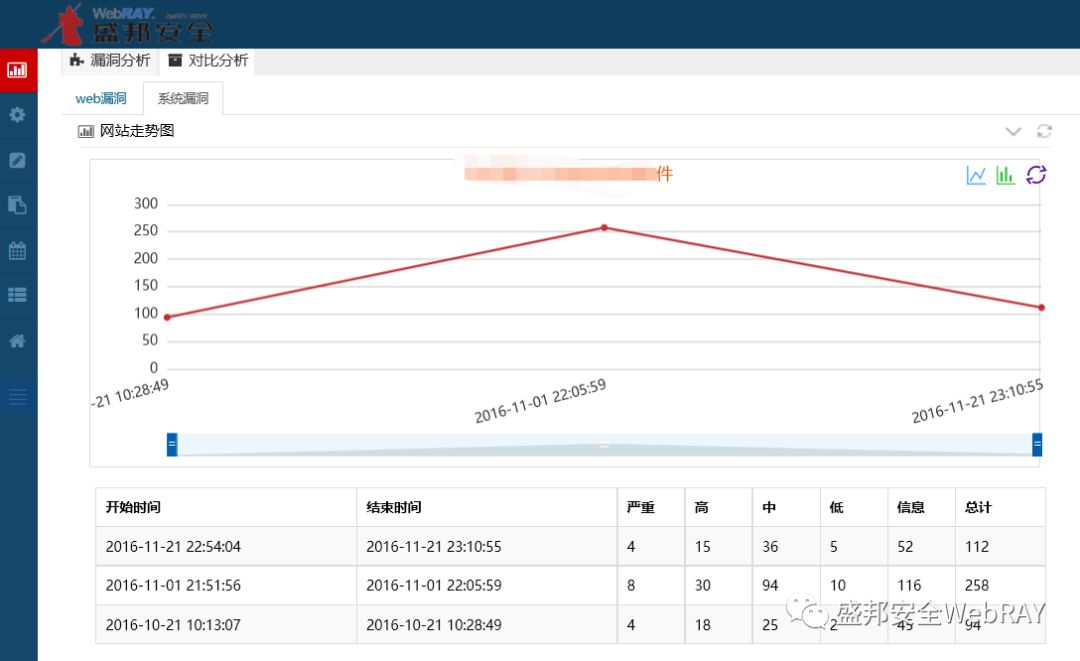 WebRAY
盛邦安全
漏洞分析 对比分析
web漏洞 系统漏洞
网站走势图
件
300
250
200
150
100
50
0
-21 10:28:49 2016-11-01 22:05:59 2016-11-21 23:10:55
开始时间 结束时间 严重 高 中 低 信息 总计
2016-11-21 22:54:04 2016-11-21 23:10:55 4 15 36 5 52 112
2016-11-01 21:51:56 2016-11-01 22:05:59 8 30 94 10 116 258
2016-10-21 10:13:07 2016-10-21 10:28:49 4 18 25 2 45 94
盛邦安全WebRAY